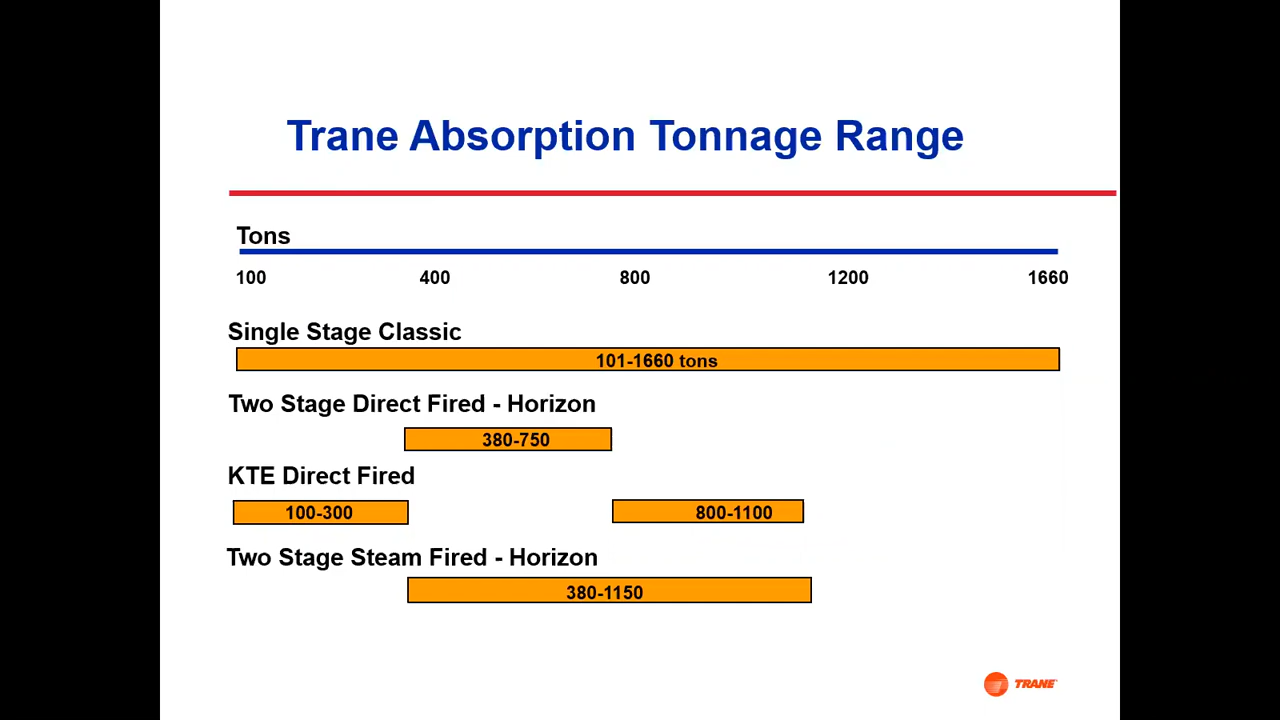 Trane Absorption Tonnage Range
Tons
100 400 800 1200 1660
Single Stage Classic
101-1660 tons
Two Stage Direct Fired - Horizon
380-750
KTE Direct Fired
100-300 800-1100
Two Stage Steam Fired - Horizon
380-1150
TRANE